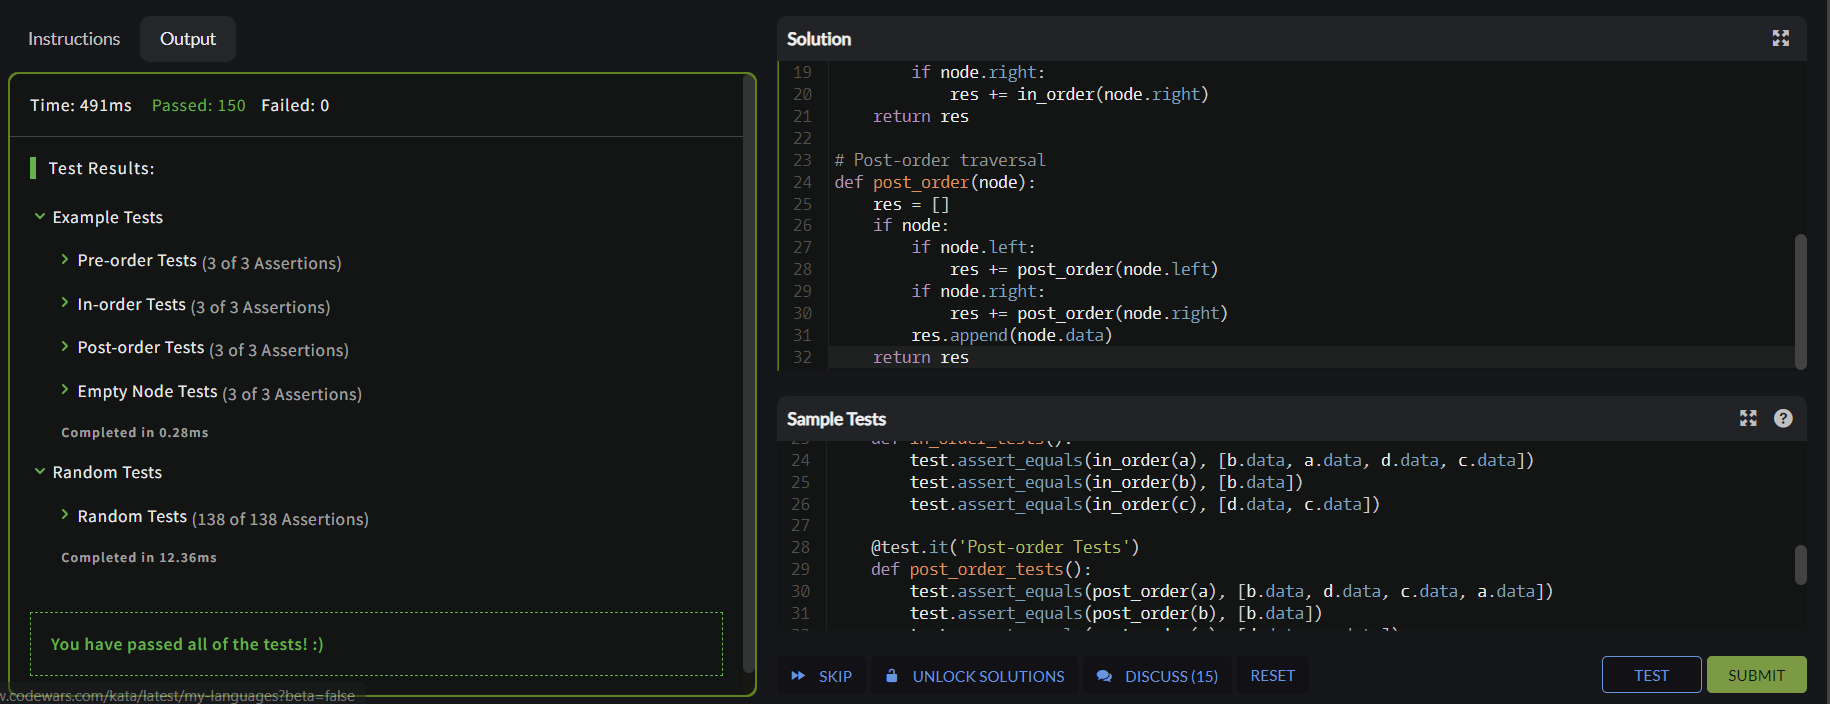 Instructions
Output
Time: 491ms Passed: 150 Failed: 0
Test Results:
Example Tests
Pre-order Tests (3 of 3 Assertions)
In-order Tests (3 of 3 Assertions)
Post-order Tests (3 of 3 Assertions)
Empty Node Tests (3 of 3 Assertions)
Completed in 0.28ms
Random Tests
Random Tests (138 of 138 Assertions)
Completed in 12.36ms
You have passed all of the tests! :)
w.codewars.com/kata/latest/my-languages?beta=false
Solution
19 if node.right:
20 res += in_order(node.right)
21 return res
22
23 # Post-order traversal
24 def post_order(node):
25 res = []
26 if node:
27 if node.left:
28 res += post_order(node.left)
29 if node.right:
30 res += post_order(node.right)
31 res.append(node.data)
32 return res
Sample Tests
23 def in_order_tests():
24 test.assert_equals(in_order(a), [b.data, a.data, d.data, c.data])
25 test.assert_equals(in_order(b), [b.data])
26 test.assert_equals(in_order(c), [d.data, c.data])
27
28 @test.it('Post-order Tests')
29 def post_order_tests():
30 test.assert_equals(post_order(a), [b.data, d.data, c.data, a.data])
31 test.assert_equals(post_order(b), [b.data])
SKIP
UNLOCK SOLUTIONS
DISCUSS (15)
RESET
TEST
SUBMIT